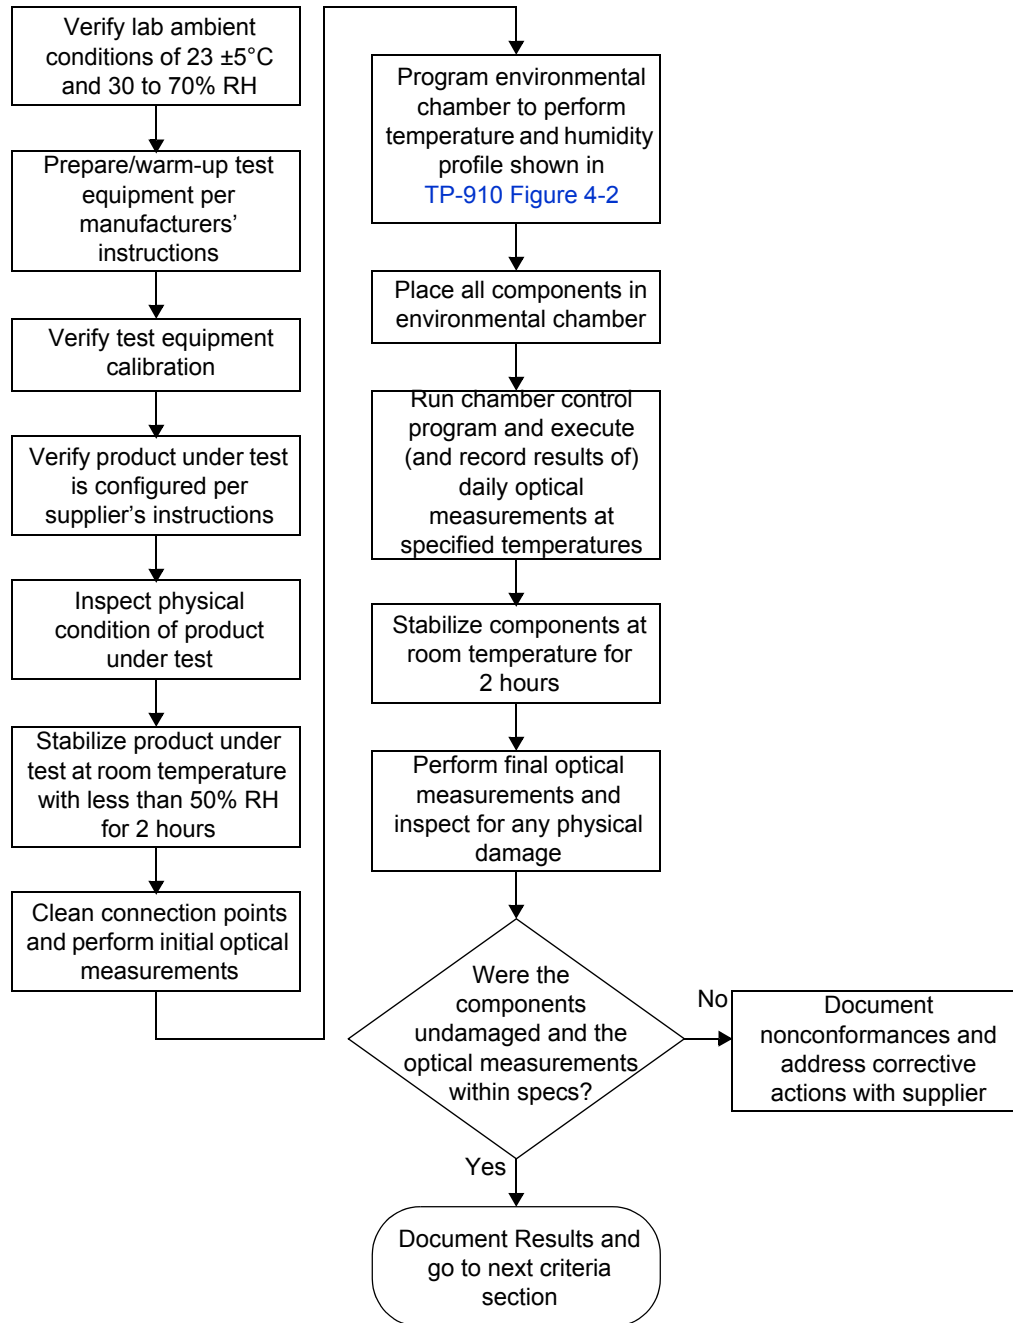 Verify lab ambient
conditions of 23 ±5°C
and 30 to 70% RH
Prepare/warm-up test
equipment per
manufacturers’
instructions
Verify test equipment
calibration
Verify product under test
is configured per
supplier’s instructions
Inspect physical
condition of product
under test
Stabilize product under
test at room temperature
with less than 50% RH
for 2 hours
Clean connection points
and perform initial optical
measurements
Program environmental
chamber to perform
temperature and humidity
profile shown in
TP-910 Figure 4-2
Place all components in
environmental chamber
Run chamber control
program and execute
(and record results of)
daily optical
measurements at
specified temperatures
Stabilize components at
room temperature for
2 hours
Perform final optical
measurements and
inspect for any physical
damage
Were the
components
undamaged and the
optical measurements
within specs?
No
Document
nonconformances and
address corrective
actions with supplier
Yes
Document Results and
go to next criteria
section